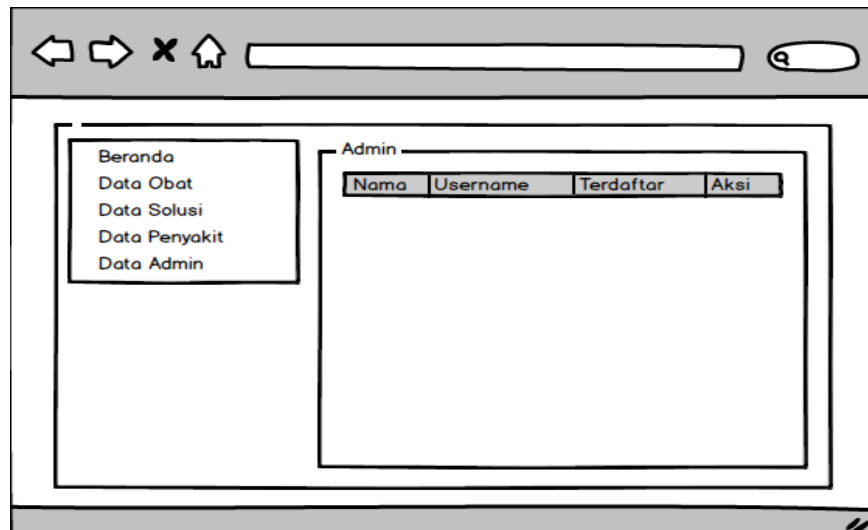 Beranda
Data Obat
Data Solusi
Data Penyakit
Data Admin
Admin
Nama Username Terdaftar Aksi